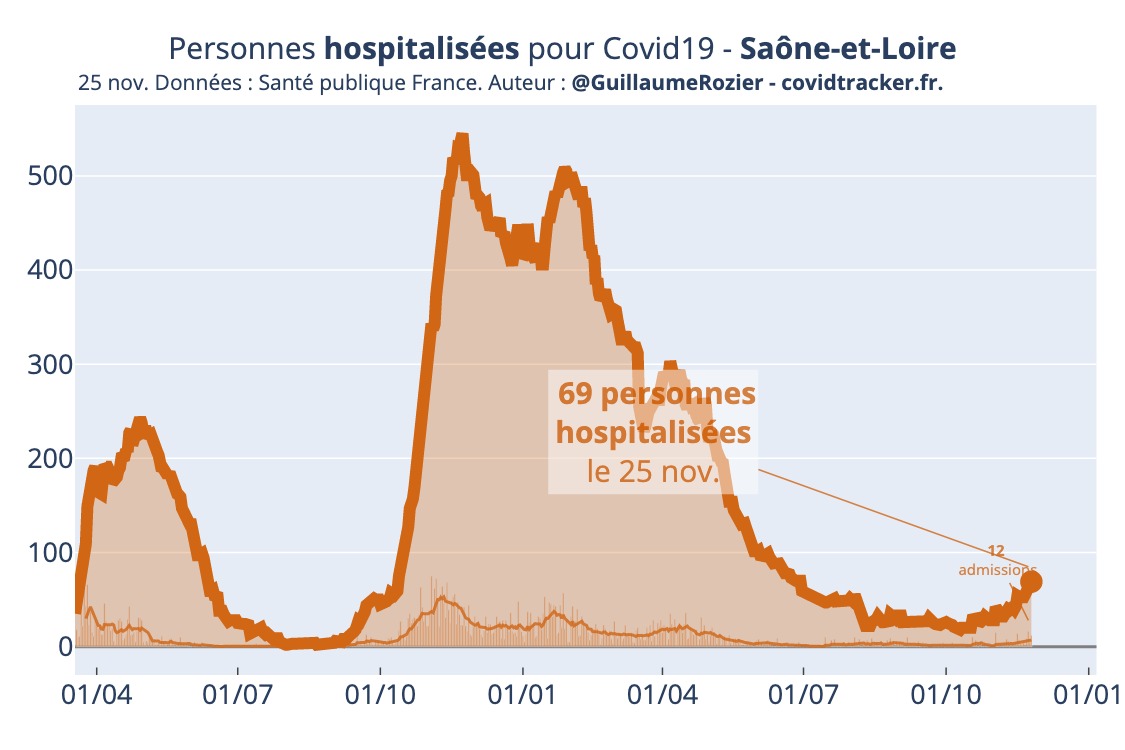 Personnes hospitalisées pour Covid19 - Saône-et-Loire
25 nov. Données : Santé publique France. Auteur : @GuillaumeRozier - covidtracker.fr.
500
400
300
200
100
0
69 personnes
hospitalisées
le 25 nov.
12
admissions
01/04
01/07
01/10
01/01
01/04
01/07
01/10
01/01